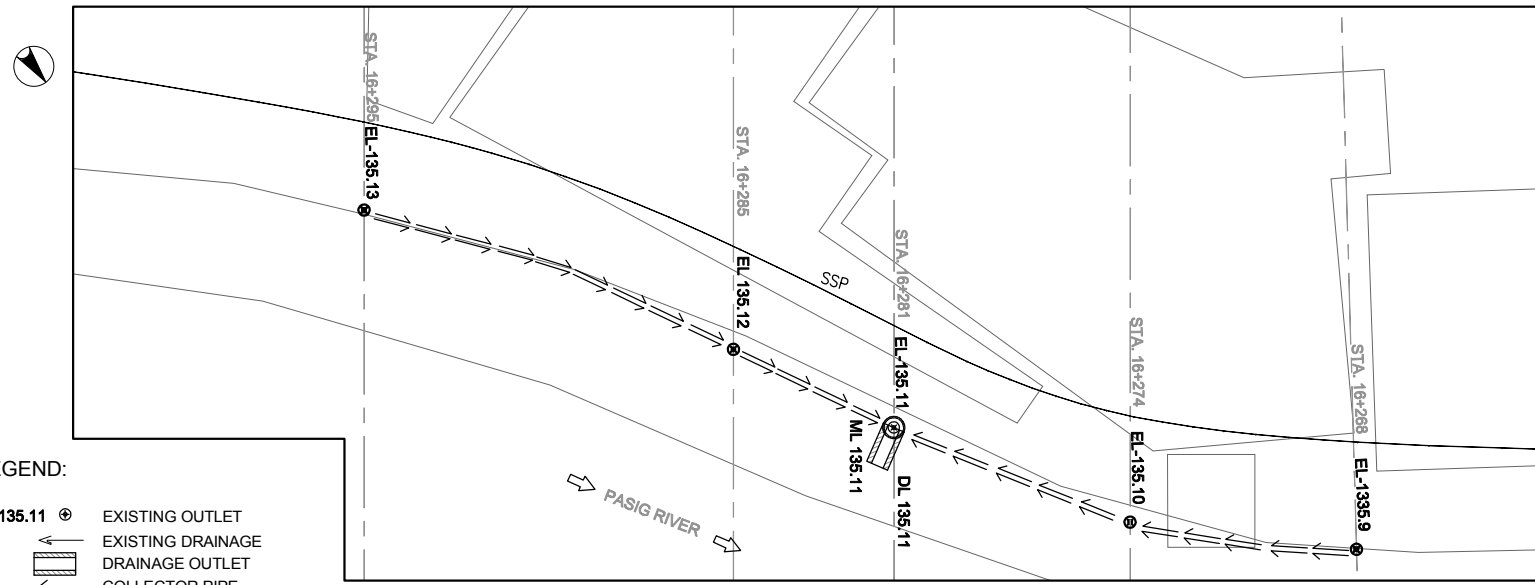 STA. 16+295
EL-135.13
STA. 16+285
EL 135.12
SSP
STA. 16+281
EL-135.11
ML 135.11
DL 135.11
STA. 16+274
EL-135.10
STA. 16+268
EL-1335.9
PASIG RIVER
EGEND:
135.11 EXISTING OUTLET
EXISTING DRAINAGE
DRAINAGE OUTLET
COLLECTOR PIPE